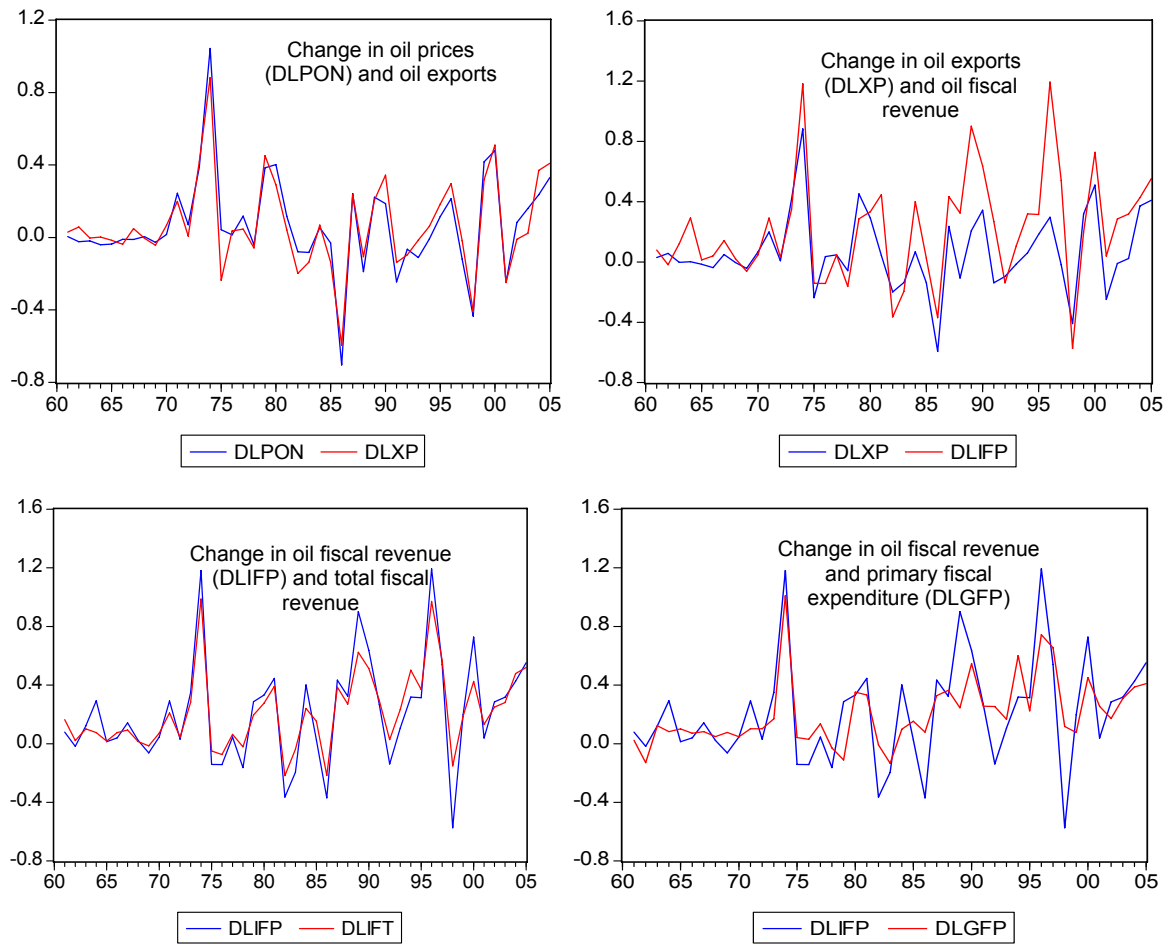 Change in oil prices
(DLPON) and oil exports
1.2
0.8
0.4
0.0
-0.4
-0.8
60 65 70 75 80 85 90 95 00 05
DLPON DLXP
Change in oil exports
(DLXP) and oil fiscal
revenue
1.6
1.2
0.8
0.4
0.0
-0.4
-0.8
60 65 70 75 80 85 90 95 00 05
DLXP DLIFP
Change in oil fiscal revenue
(DLIFP) and total fiscal
revenue
1.6
1.2
0.8
0.4
0.0
-0.4
-0.8
60 65 70 75 80 85 90 95 00 05
DLIFP DLIFT
Change in oil fiscal revenue
and primary fiscal
expenditure (DLGFP)
1.6
1.2
0.8
0.4
0.0
-0.4
-0.8
60 65 70 75 80 85 90 95 00 05
DLIFP DLGFP